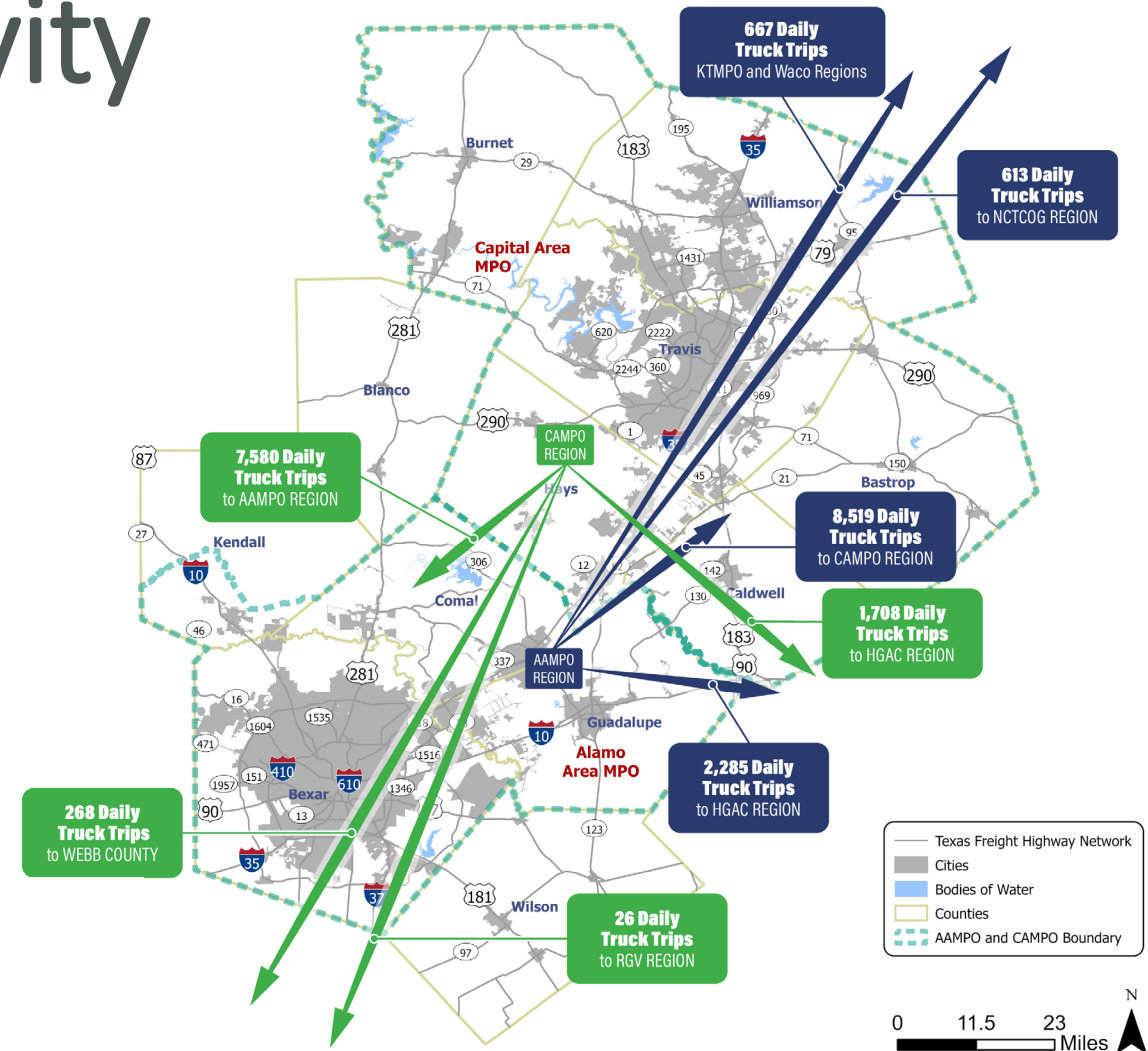 vity
667 Daily
Truck Trips
KTMPO and Waco Regions
613 Daily
Truck Trips
to NCTCOG REGION
195
183
35
Burnet
29
Williamson
95
79
Capital Area
MPO
1431
71
281
620
2222
Travis
2244
360
290
969
Blanco
290
1
CAMPO
REGION
71
87
7,580 Daily
Truck Trips
to AAMPO REGION
45
21
150
Bastrop
Hays
8,519 Daily
Truck Trips
to CAMPO REGION
27
Kendall
10
306
12
142
130
Caldwell
Comal
1,708 Daily
Truck Trips
to HGAC REGION
46
183
90
337
AAMPO
REGION
281
16
1535
1604
10
Guadalupe
471
1516
Alamo
Area MPO
410
151
610
1957
1346
Bexar
2,285 Daily
Truck Trips
to HGAC REGION
90
13
268 Daily
Truck Trips
to WEBB COUNTY
123
35
37
181
Wilson
97
26 Daily
Truck Trips
to RGV REGION
Texas Freight Highway Network
Cities
Bodies of Water
Counties
AAMPO and CAMPO Boundary
N
0 11.5 23
Miles